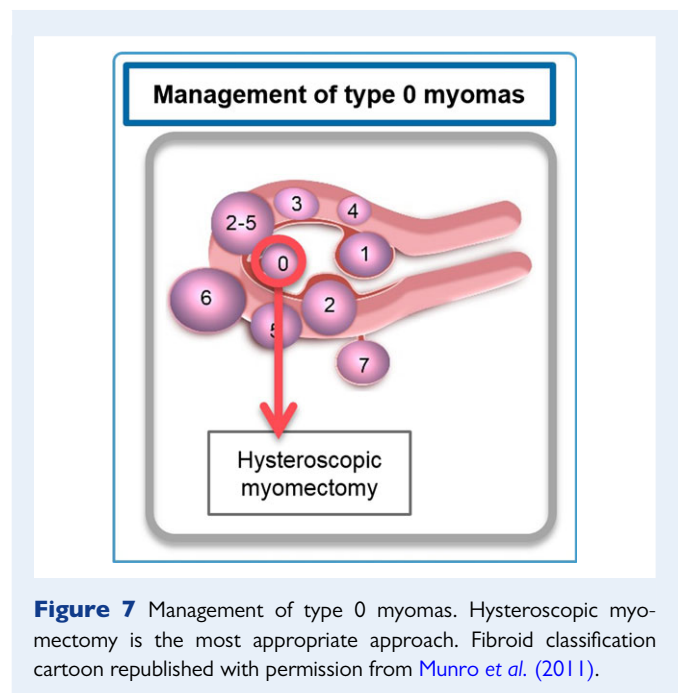 Management of type 0 myomas
3
4
2-5
1
0
6
2
5
7
Hysteroscopic
myomectomy
Figure 7 Management of type 0 myomas. Hysteroscopic myo-
mectomy is the most appropriate approach. Fibroid classification
cartoon republished with permission from Munro et al. (2011).